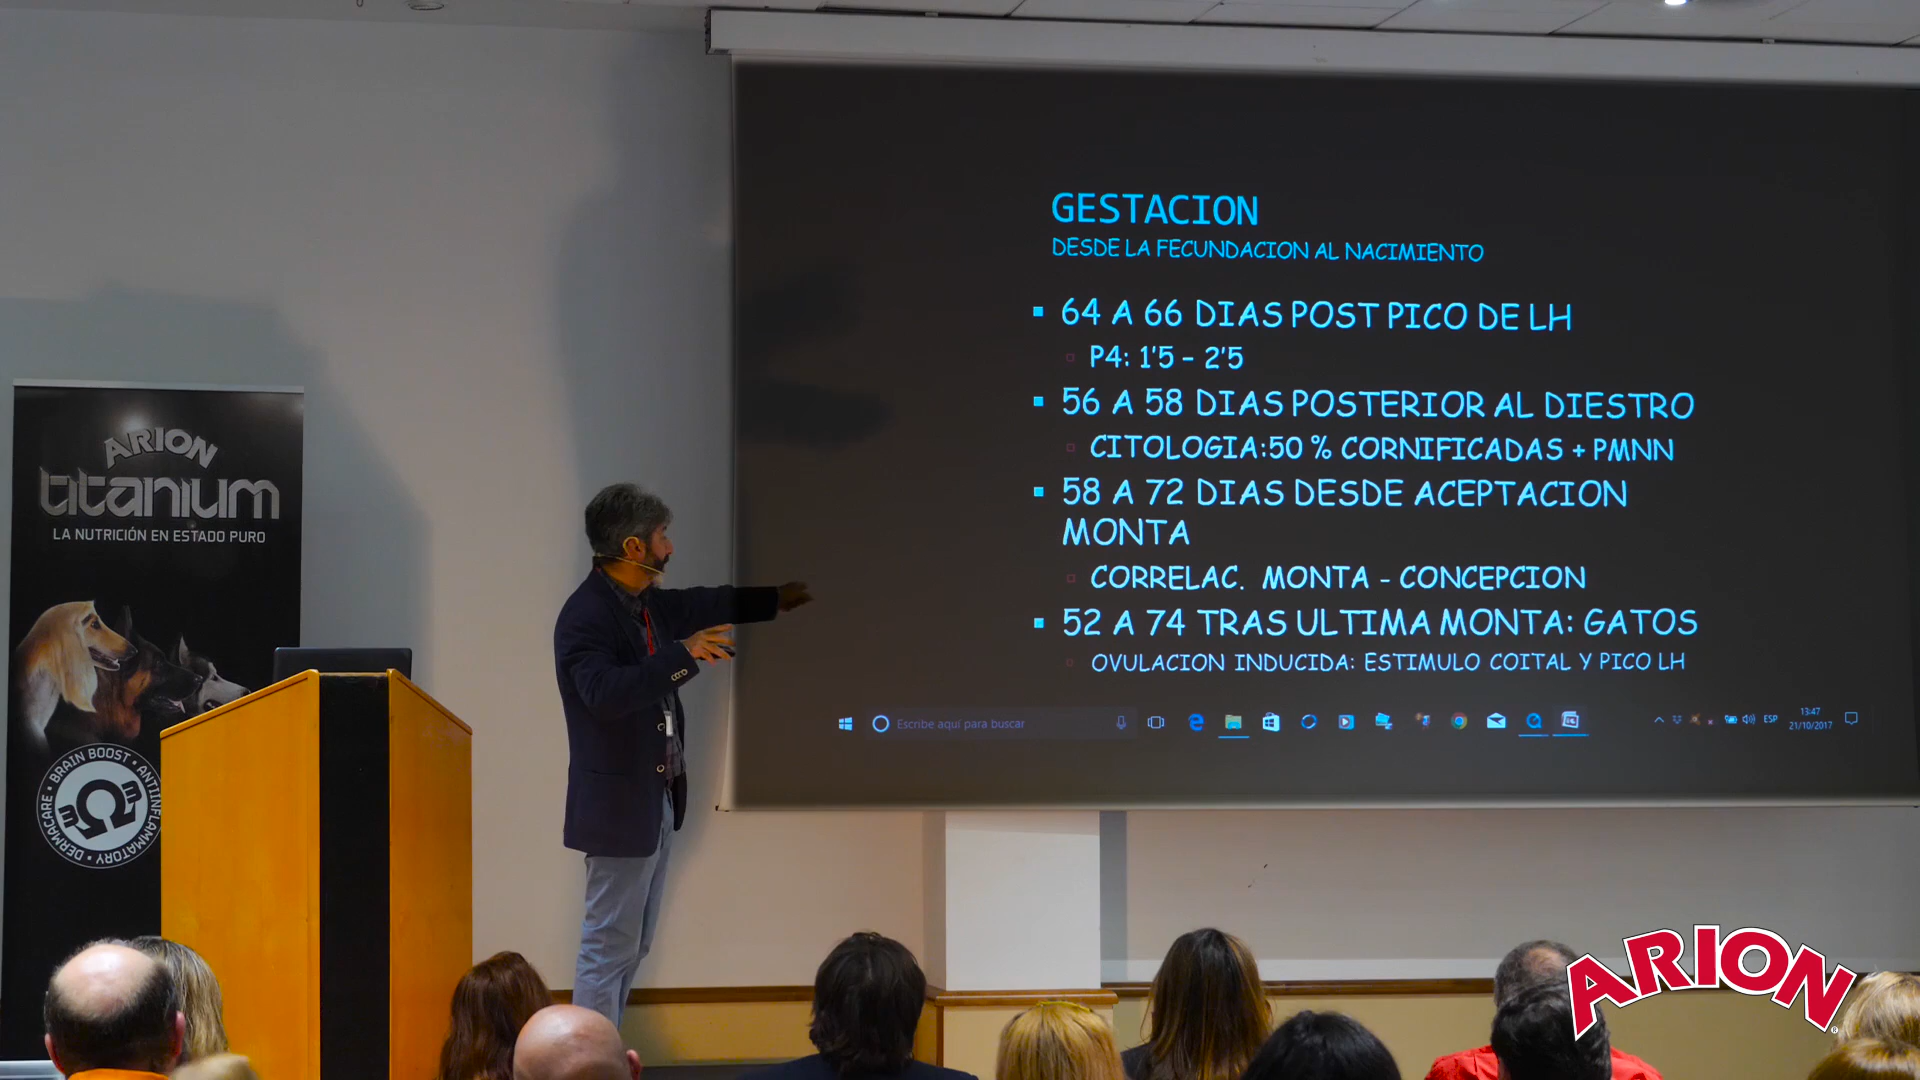 GESTACION
DESDE LA FECUNDACION AL NACIMIENTO
64 A 66 DIAS POST PICO DE LH
P4: 1'5 – 2'5
56 A 58 DIAS POSTERIOR AL DIESTRO
CITOLOGIA:50 % CORNIFICADAS + PMNN
58 A 72 DIAS DESDE ACEPTACION
MONTA
CORRELAC. MONTA – CONCEPCION
52 A 74 TRAS ULTIMA MONTA: GATOS
OVULACION INDUCIDA: ESTIMULO COITAL Y PICO LH
Escribe aquí para buscar
ESP
13:47
21/10/2017
ARION
titanium
LA NUTRICIÓN EN ESTADO PURO
BRAIN BOOST • ANTIINFLAMMATORY • DERMACARE •
3Ω3
ARION
®